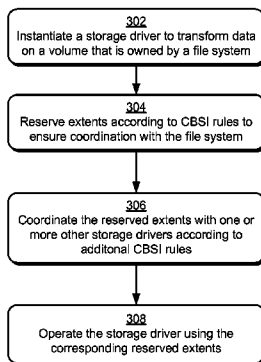 302
Instantiate a storage driver to transform data
on a volume that is owned by a file system
304
Reserve extents according to CBSI rules to
ensure coordination with the file system
306
Coordinate the reserved extents with one or
more other storage drivers according to
additonal CBSI rules
308
Operate the storage driver using the
corresponding reserved extents